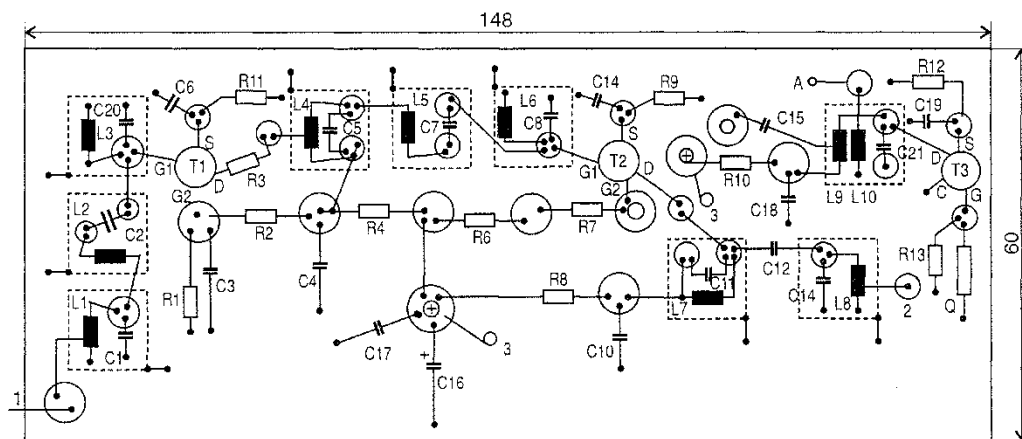 148
C6
R11
L4
L5
L6
C14
R9
A
R12
C20
L3
S
C5
C7
C8
S
C15
C19
S
G1
T1
D
R3
G1
T2
D
R10
D
T3
C21
L9
L10
C
G
L2
C2
G2
R2
R4
R6
R7
G2
3
C18
R13
Q
60
L1
C1
R1
C3
C4
R8
L7
C11
C12
C14
L8
2
C17
3
C16
+
C10
1